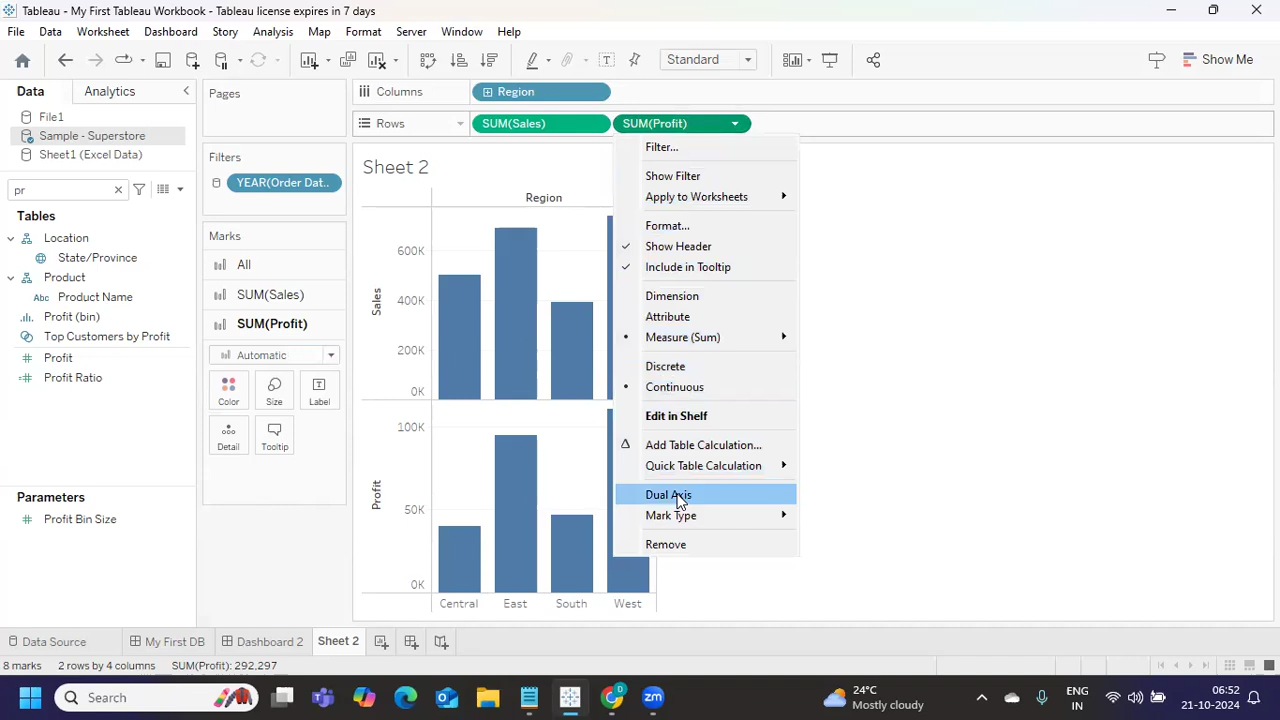 Tableau - My First Tableau Workbook - Tableau license expires in 7 days
File Data Worksheet Dashboard Story Analysis Map Format Server Window Help
Standard
Show Me
Data Analytics
File1
Sample - Superstore
Sheet1 (Excel Data)
pr
Tables
Location
State/Province
Product
Abc Product Name
Profit (bin)
Top Customers by Profit
Profit
Profit Ratio
Parameters
Profit Bin Size
Pages
Filters
YEAR(Order Dat..
Marks
All
SUM(Sales)
SUM(Profit)
Automatic
Color Size Label
Detail Tooltip
Columns Region
Rows SUM(Sales) SUM(Profit)
Sheet 2
Region
600K
400K
200K
0K
Sales
100K
50K
0K
Profit
Central East South West
Filter...
Show Filter
Apply to Worksheets
Format...
Show Header
Include in Tooltip
Dimension
Attribute
Measure (Sum)
Discrete
Continuous
Edit in Shelf
Add Table Calculation...
Quick Table Calculation
Dual Axis
Mark Type
Remove
Data Source My First DB Dashboard 2 Sheet 2
8 marks 2 rows by 4 columns SUM(Profit): 292.297
Search
24°C
Mostly cloudy
ENG
IN
06:52
21-10-2024